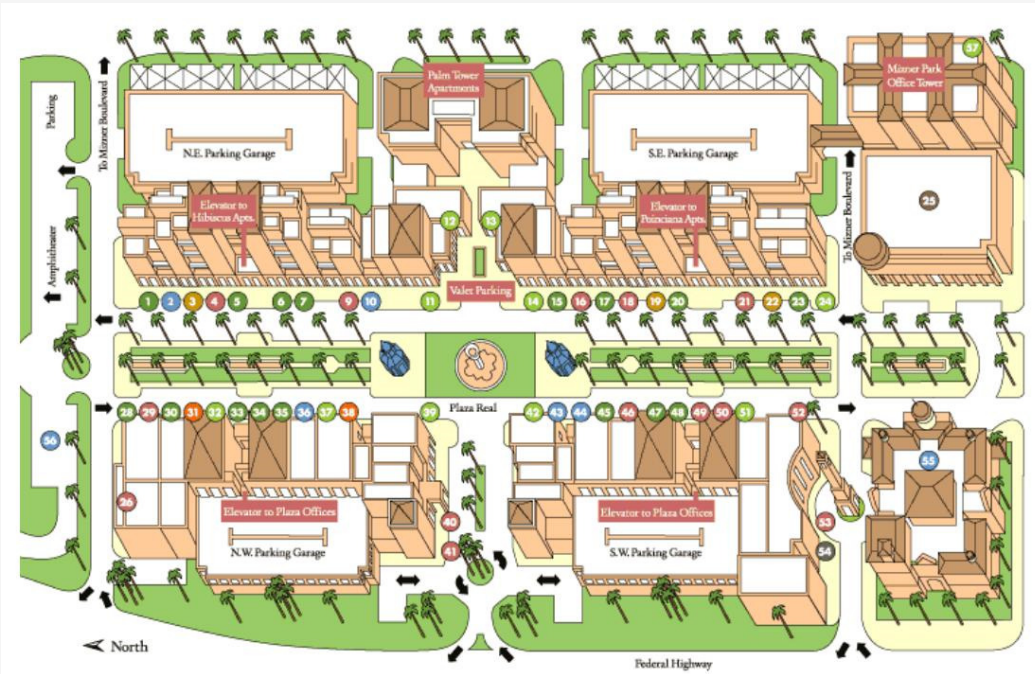 57
Palm Tower
Apartments
Mizner Park
Office Tower
Parking
To Mizner Boulevard
N.E. Parking Garage
S.E. Parking Garage
Elevator to
Hibiscus Apts.
Elevator to
Poinciana Apts.
25
12
13
To Mizner Boulevard
Amphitheater
Valet Parking
1 2 3 4 5 6 7 9 10 11 14 15 16 17 18 19 20 21 22 23 24
Plaza Real
28 29 30 31 32 33 34 35 36 37 38 39 42 43 44 45 46 47 48 49 50 51 52
56
55
26
Elevator to Plaza Offices
Elevator to Plaza Offices
40
53
41
N.W. Parking Garage
S.W. Parking Garage
54
North
Federal Highway